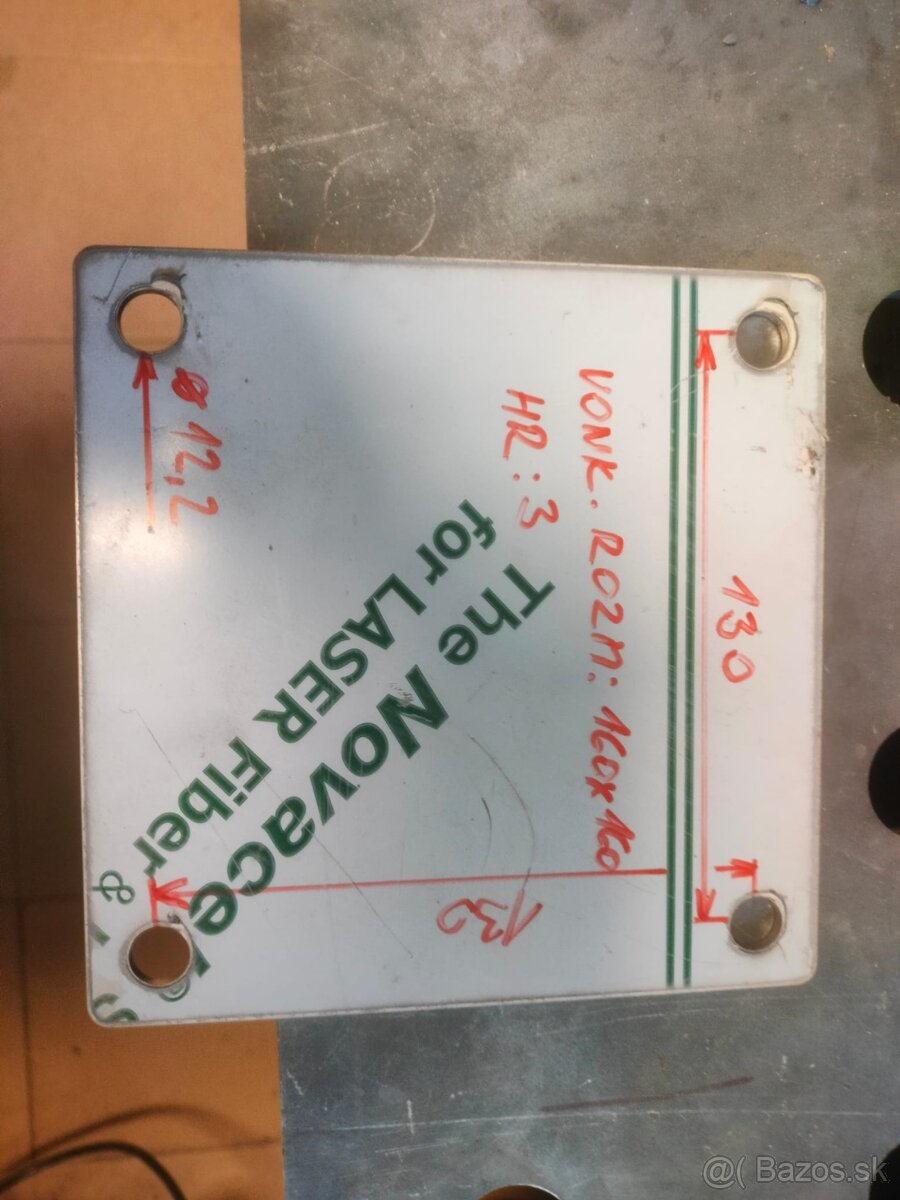 130
VONK. ROZM: 160x160
HR: 3
ø 12,2
130
The Novacel®
for LASER Fiber &
@( Bazos.sk